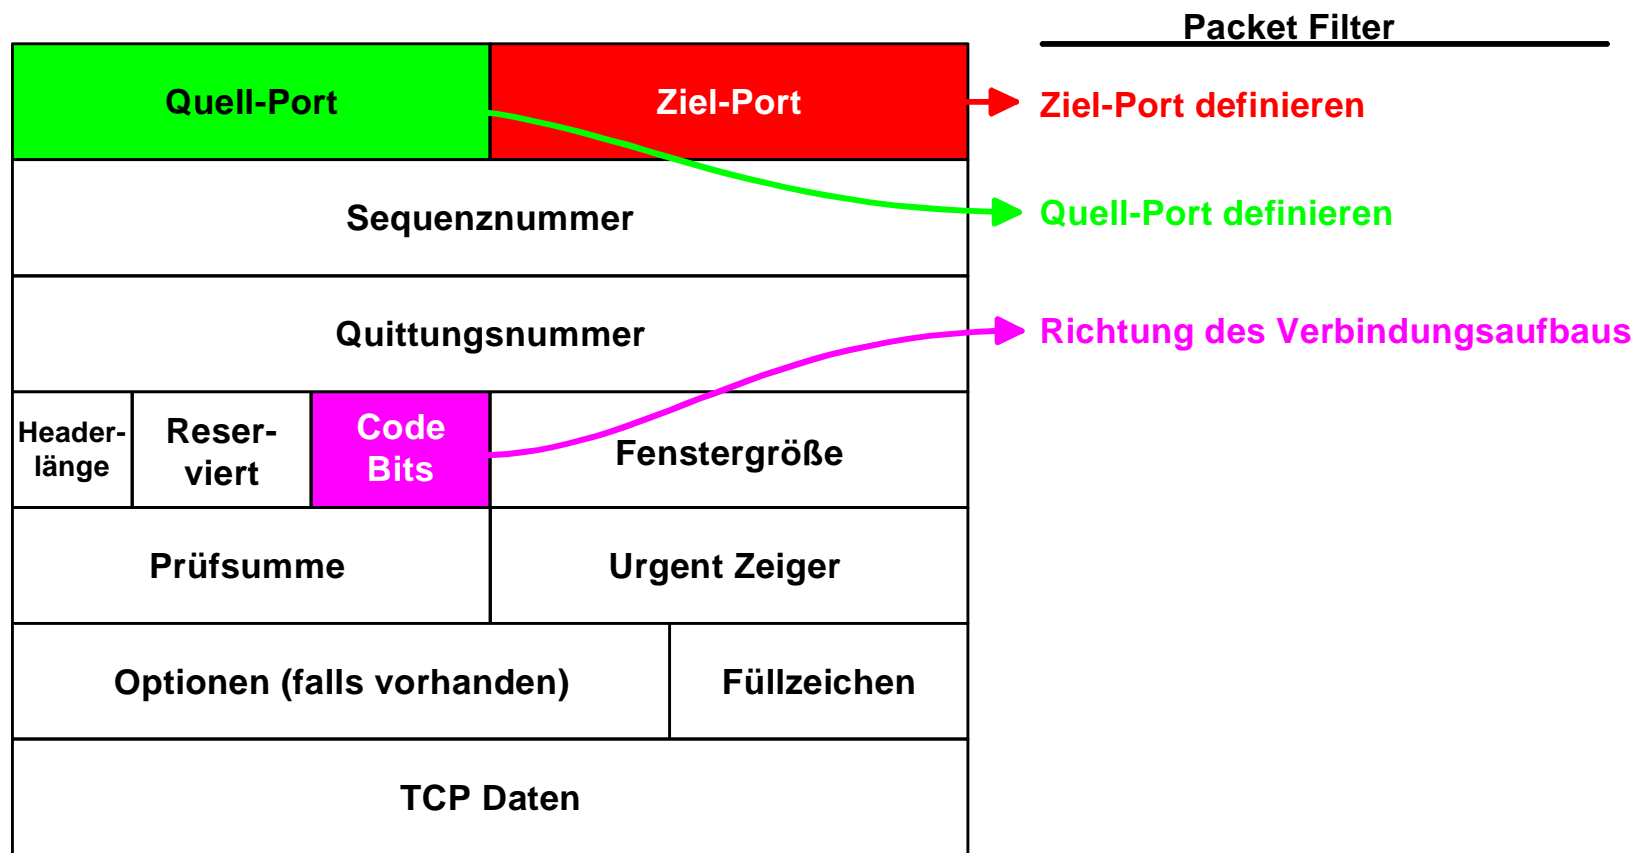 Packet Filter
Quell-Port
Ziel-Port
Ziel-Port definieren
Sequenznummer
Quell-Port definieren
Quittungsnummer
Richtung des Verbindungsaufbaus
Header-
länge
Reser-
viert
Code
Bits
Fenstergröße
Prüfsumme
Urgent Zeiger
Optionen (falls vorhanden)
Füllzeichen
TCP Daten